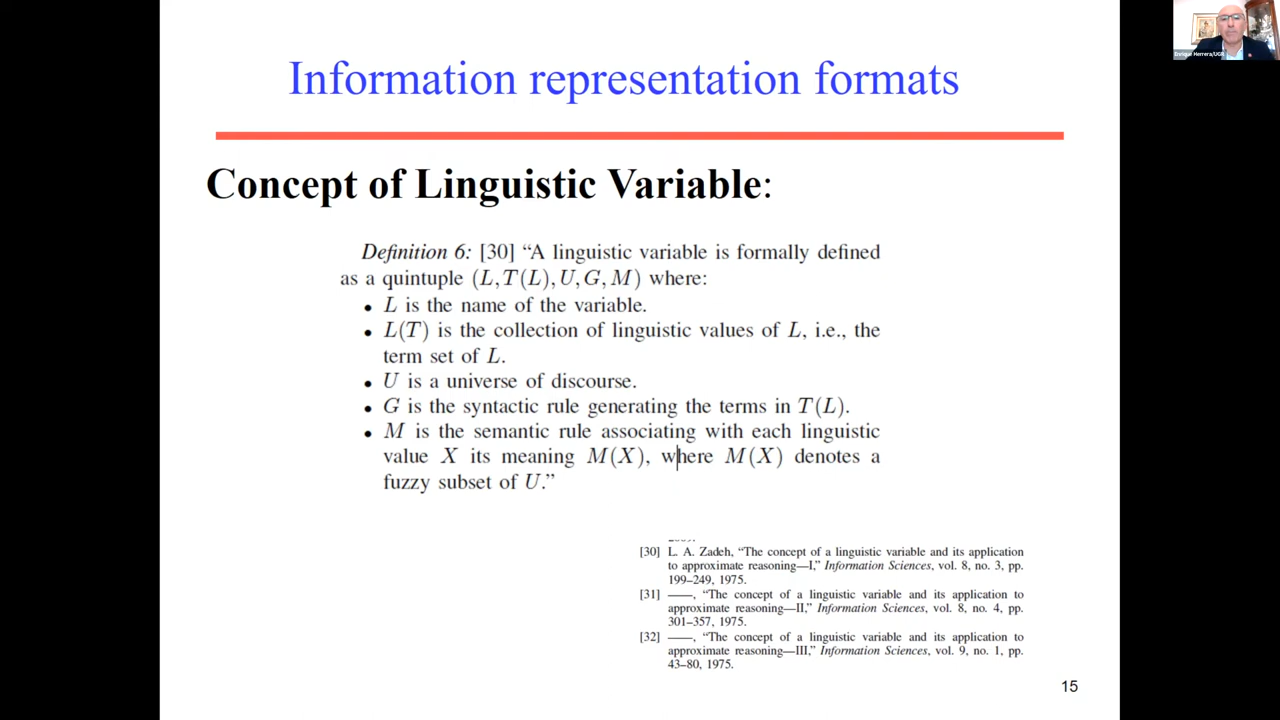 Enrique Herrera/UGR
Information representation formats
Concept of Linguistic Variable:
Definition 6: [30] “A linguistic variable is formally defined
as a quintuple (L, T(L), U, G, M) where:
• L is the name of the variable.
• L(T) is the collection of linguistic values of L, i.e., the
term set of L.
• U is a universe of discourse.
• G is the syntactic rule generating the terms in T(L).
• M is the semantic rule associating with each linguistic
value X its meaning M(X), where M(X) denotes a
fuzzy subset of U.”
[30] L. A. Zadeh, “The concept of a linguistic variable and its application
to approximate reasoning—I,” Information Sciences, vol. 8, no. 3, pp.
199–249, 1975.
[31] ——, “The concept of a linguistic variable and its application to
approximate reasoning—II,” Information Sciences, vol. 8, no. 4, pp.
301–357, 1975.
[32] ——, “The concept of a linguistic variable and its application to
approximate reasoning—III,” Information Sciences, vol. 9, no. 1, pp.
43–80, 1975.
15